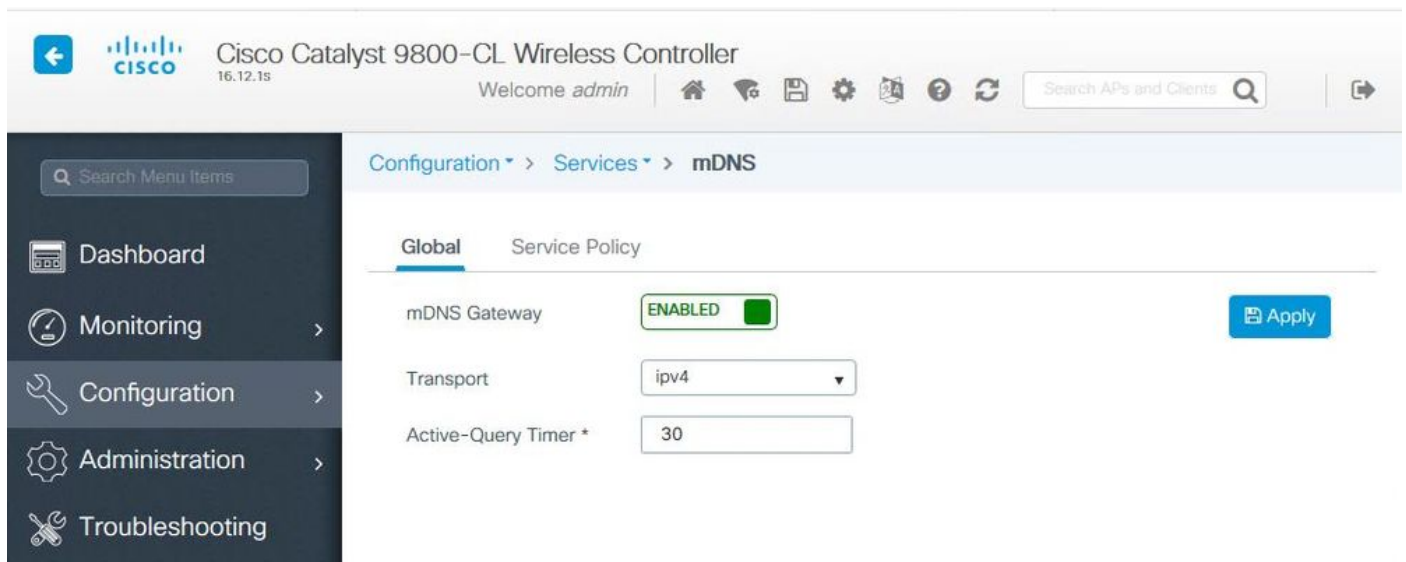 CISCO
Cisco Catalyst 9800-CL Wireless Controller
16.12.1s
Welcome admin
Search APs and Clients
Search Menu Items
Dashboard
Monitoring
Configuration
Administration
Troubleshooting
Configuration > Services > mDNS
Global Service Policy
mDNS Gateway ENABLED
Apply
Transport ipv4
Active-Query Timer * 30